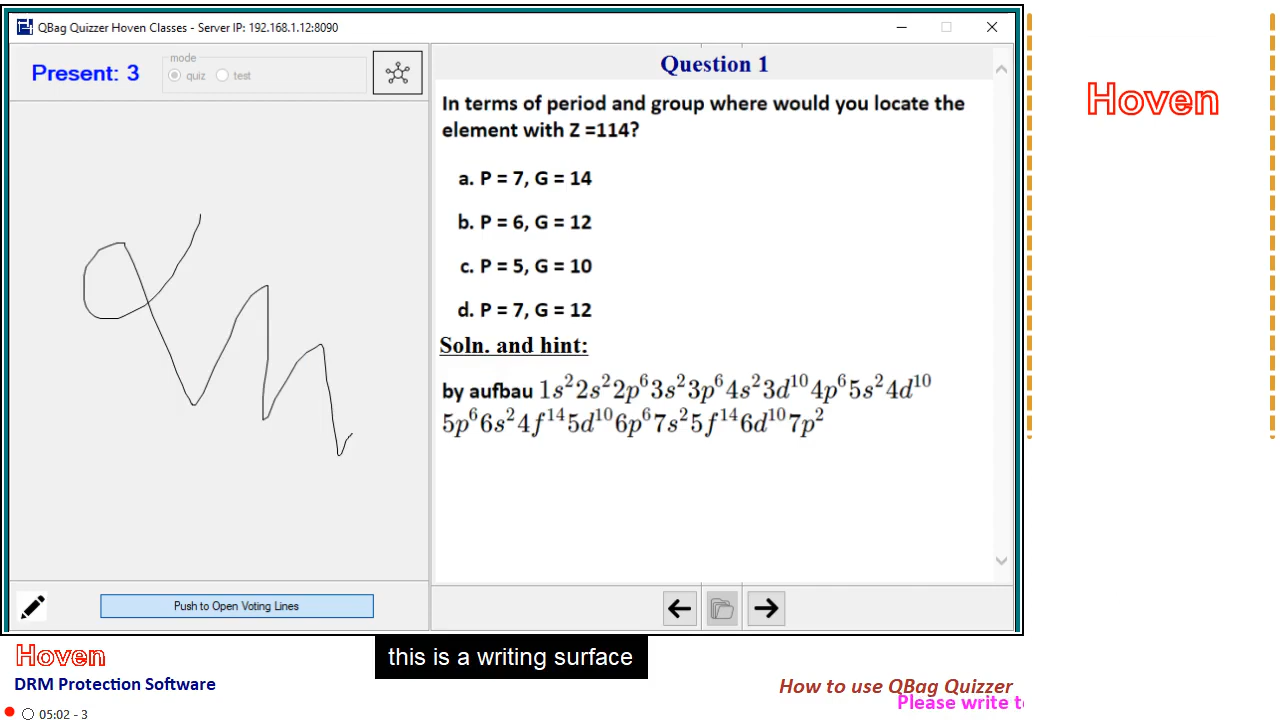 QBag Quizzer Hoven Classes - Server IP: 192.168.1.12:8090
Present: 3
mode
quiz
test
Question 1
In terms of period and group where would you locate the
element with Z =114?
a. P = 7, G = 14
b. P = 6, G = 12
c. P = 5, G = 10
d. P = 7, G = 12
Soln. and hint:
by aufbau 1s²2s²2p⁶3s²3p⁶4s²3d¹⁰4p⁶5s²4d¹⁰
5p⁶6s²4f¹⁴5d¹⁰6p⁶7s²5f¹⁴6d¹⁰7p²
Push to Open Voting Lines
Hoven
Hoven
DRM Protection Software
this is a writing surface
How to use QBag Quizzer
Please write
05:02 - 3